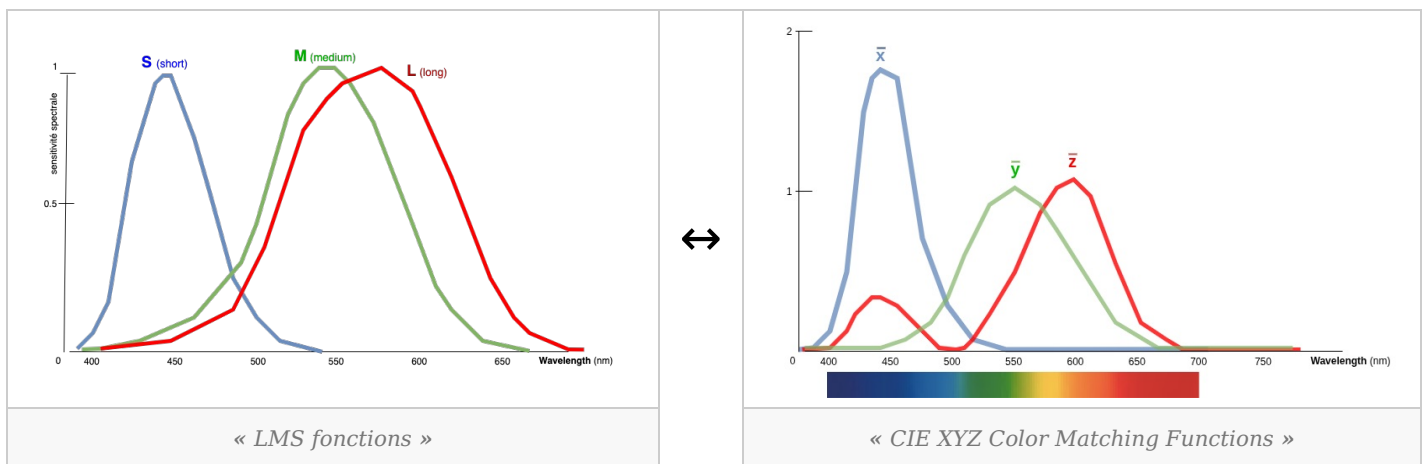 S (short)
M (medium)
L (long)
1
sensitivité spectrale
0.5
0
400
450
500
550
600
650
Wavelength (nm)
« LMS fonctions »
↔
2
x̅
z̅
y̅
1
0
400
450
500
550
600
650
700
750
Wavelength (nm)
« CIE XYZ Color Matching Functions »